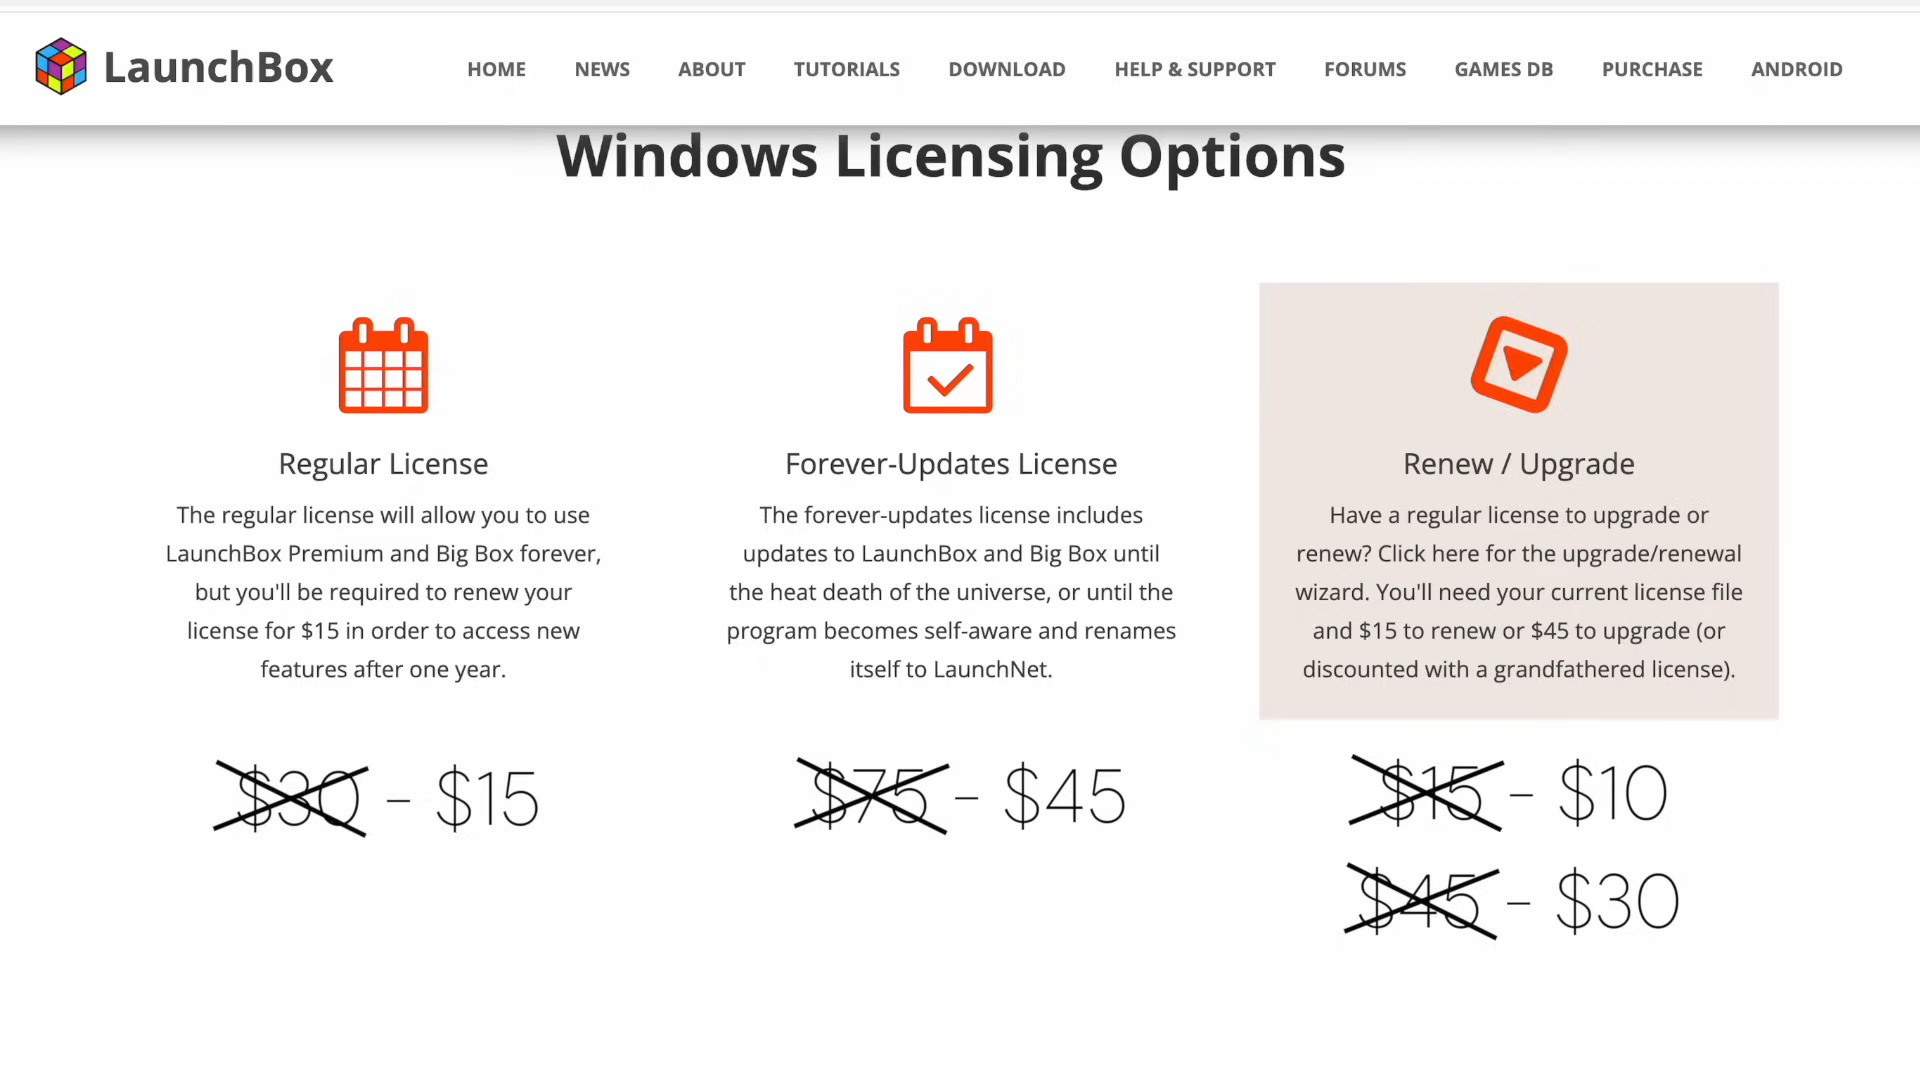 LaunchBox
HOME NEWS ABOUT TUTORIALS DOWNLOAD HELP & SUPPORT FORUMS GAMES DB PURCHASE ANDROID
Windows Licensing Options
Regular License
The regular license will allow you to use
LaunchBox Premium and Big Box forever,
but you'll be required to renew your
license for $15 in order to access new
features after one year.
$30 - $15
Forever-Updates License
The forever-updates license includes
updates to LaunchBox and Big Box until
the heat death of the universe, or until the
program becomes self-aware and renames
itself to LaunchNet.
$75 - $45
Renew / Upgrade
Have a regular license to upgrade or
renew? Click here for the upgrade/renewal
wizard. You'll need your current license file
and $15 to renew or $45 to upgrade (or
discounted with a grandfathered license).
$15 - $10
$45 - $30